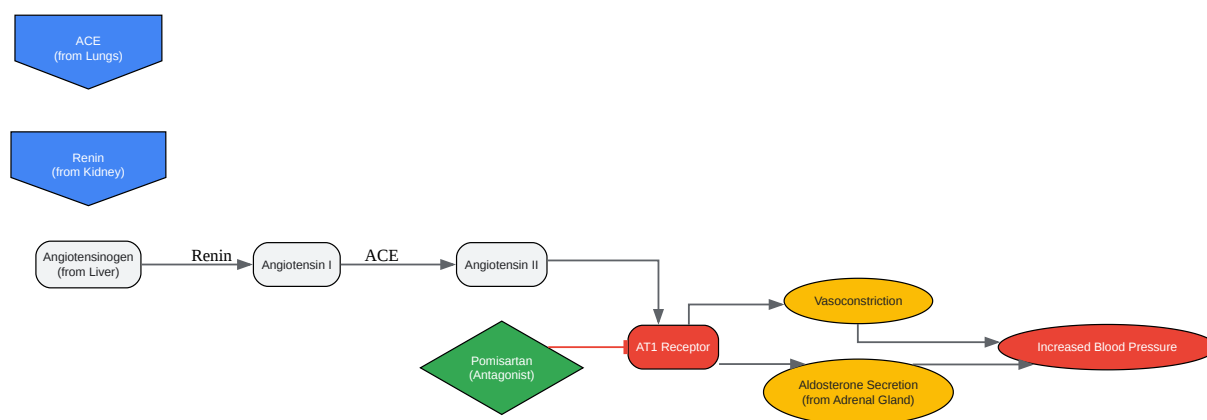 ACE
(from Lungs)
Renin
(from Kidney)
Angiotensinogen
(from Liver)
Renin
Angiotensin I
ACE
Angiotensin II
Pomisartan
(Antagonist)
AT1 Receptor
Vasoconstriction
Aldosterone Secretion
(from Adrenal Gland)
Increased Blood Pressure